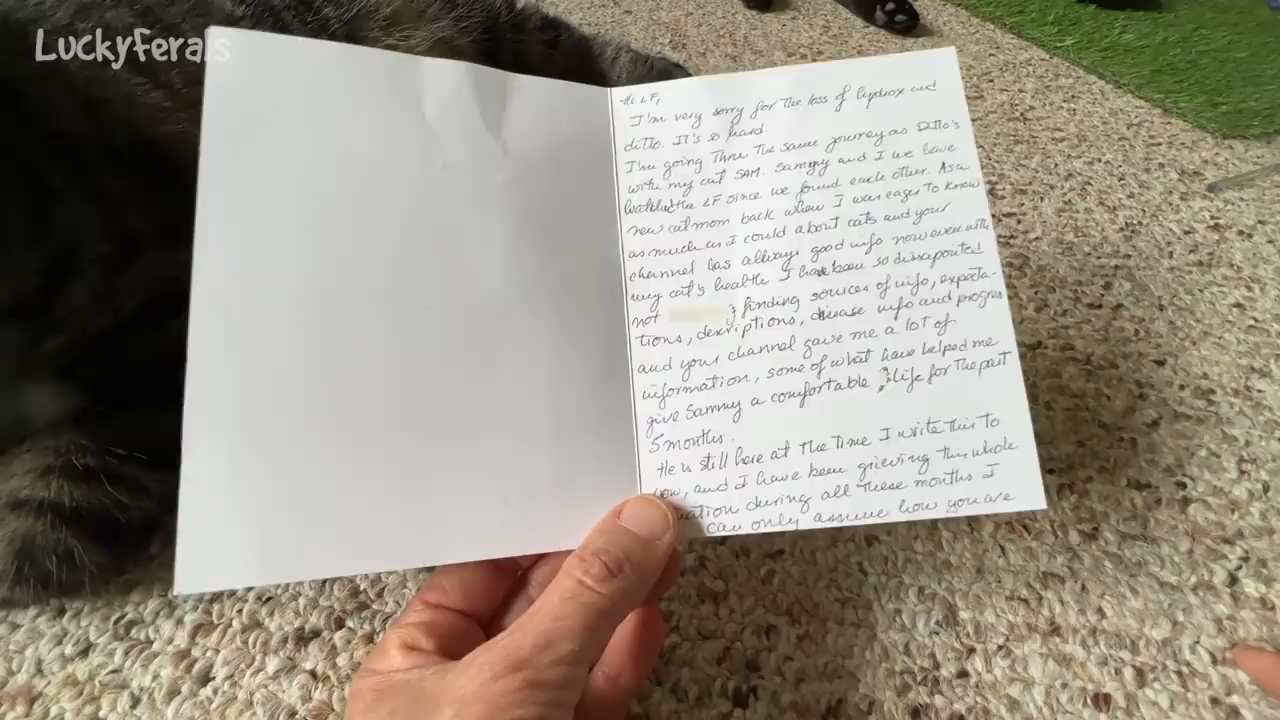 LuckyFerals
Hi LF,
I'm very sorry for the loss of hydrox and
ditto. It's so hard.
I'm going thru the same journey as Ditto's
with my cat SAM. Sammy and I we have
watched the LF since we found each other. As a
new cat mom back when I was eager to know
as much as I could about cats and your
channel has always good info now even with
my cat's health I have been so dissapointed
not finding sources of info, expecta-
tions, descriptions, disease info and progress
and your channel gave me a lot of
information, some of what have helped me
give Sammy a comfortable life for the past
5 months.
He is still here at the time I write this to
you, and I have been grieving this whole
uation during all these months I
can only assume how you are